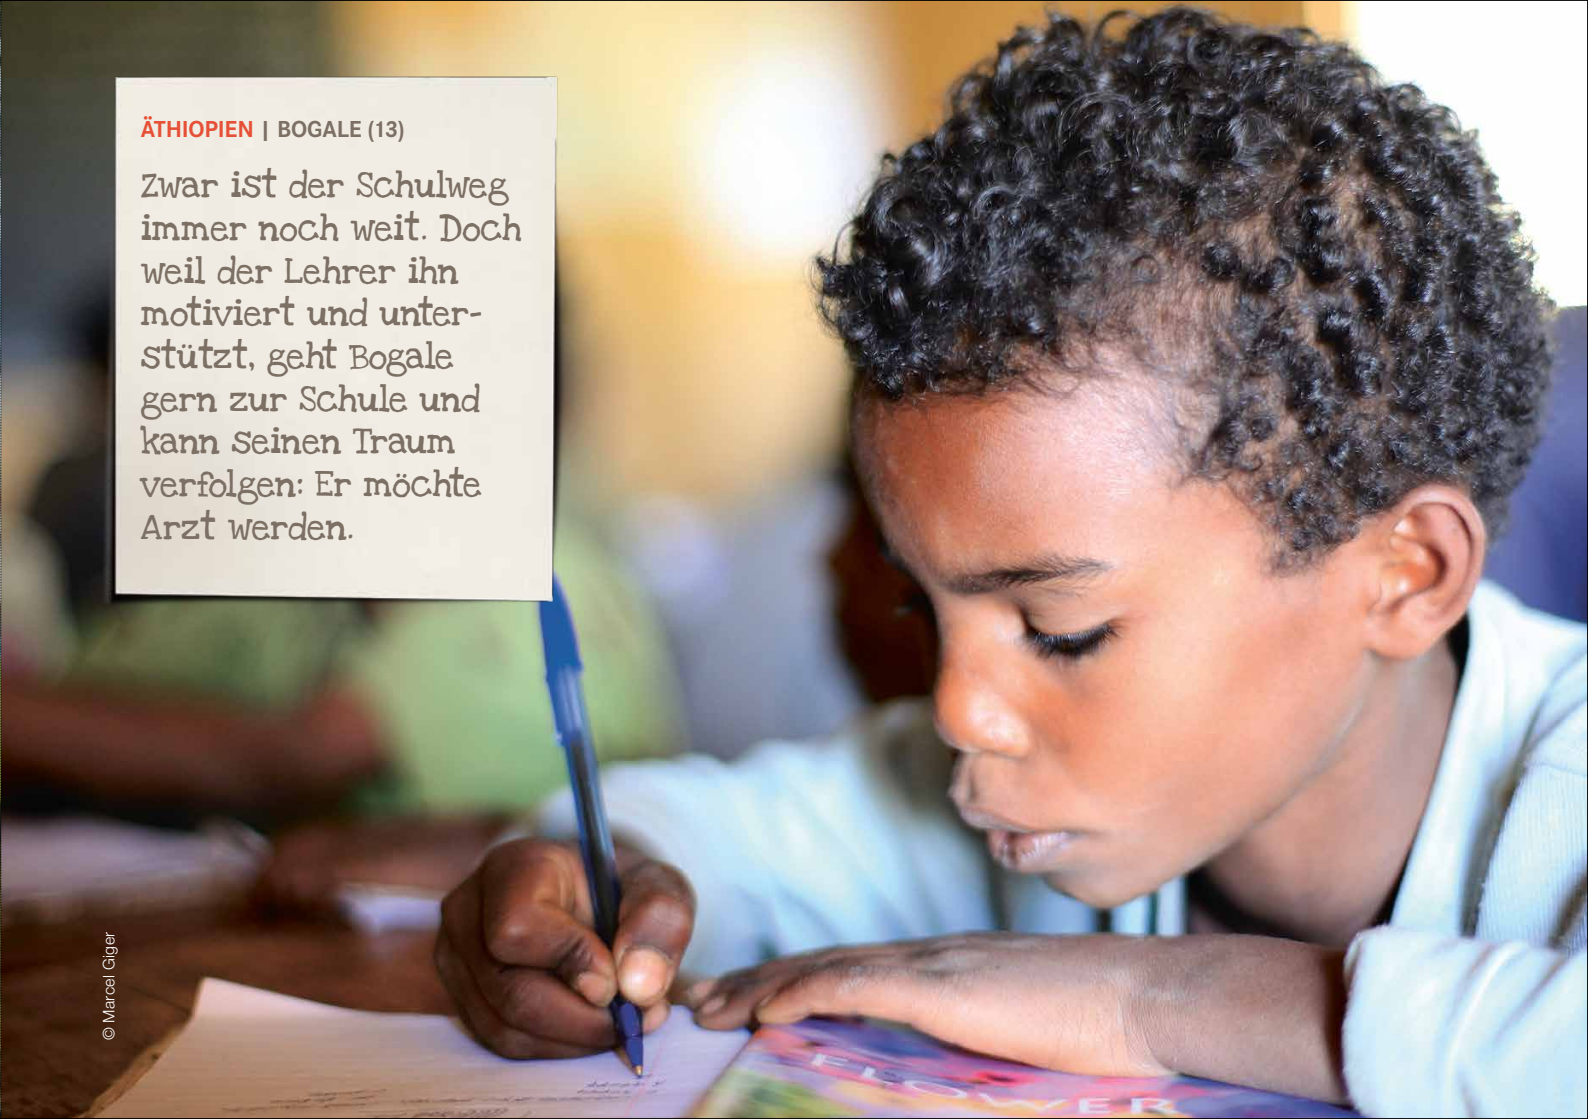 ÄTHIOPIEN | BOGALE (13)
Zwar ist der Schulweg
immer noch weit. Doch
weil der Lehrer ihn
motiviert und unter-
stützt, geht Bogale
gern zur Schule und
kann seinen Traum
verfolgen: Er möchte
Arzt werden.
© Marcel Giger
FLOWER